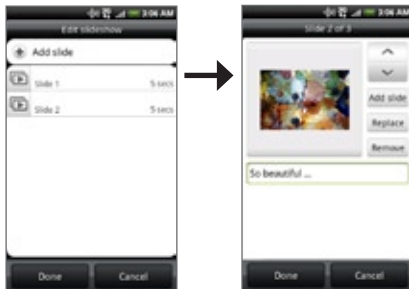 3:06 AM
Edit slideshow
Add slide
Slide 1 5 secs
Slide 2 5 secs
Done Cancel
3:06 AM
Slide 2 of 3
Add slide
Replace
Remove
So beautiful ...
Done Cancel